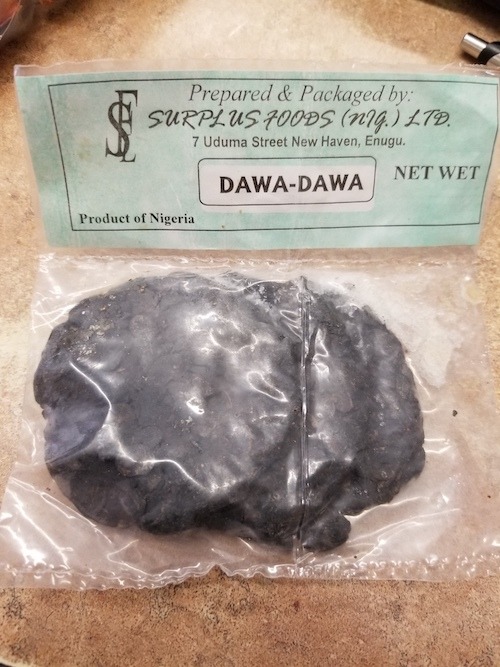 SFL
Prepared & Packaged by:
SURPLUS FOODS (NIG.) LTD.
7 Uduma Street New Haven, Enugu.
DAWA-DAWA
NET WET
Product of Nigeria